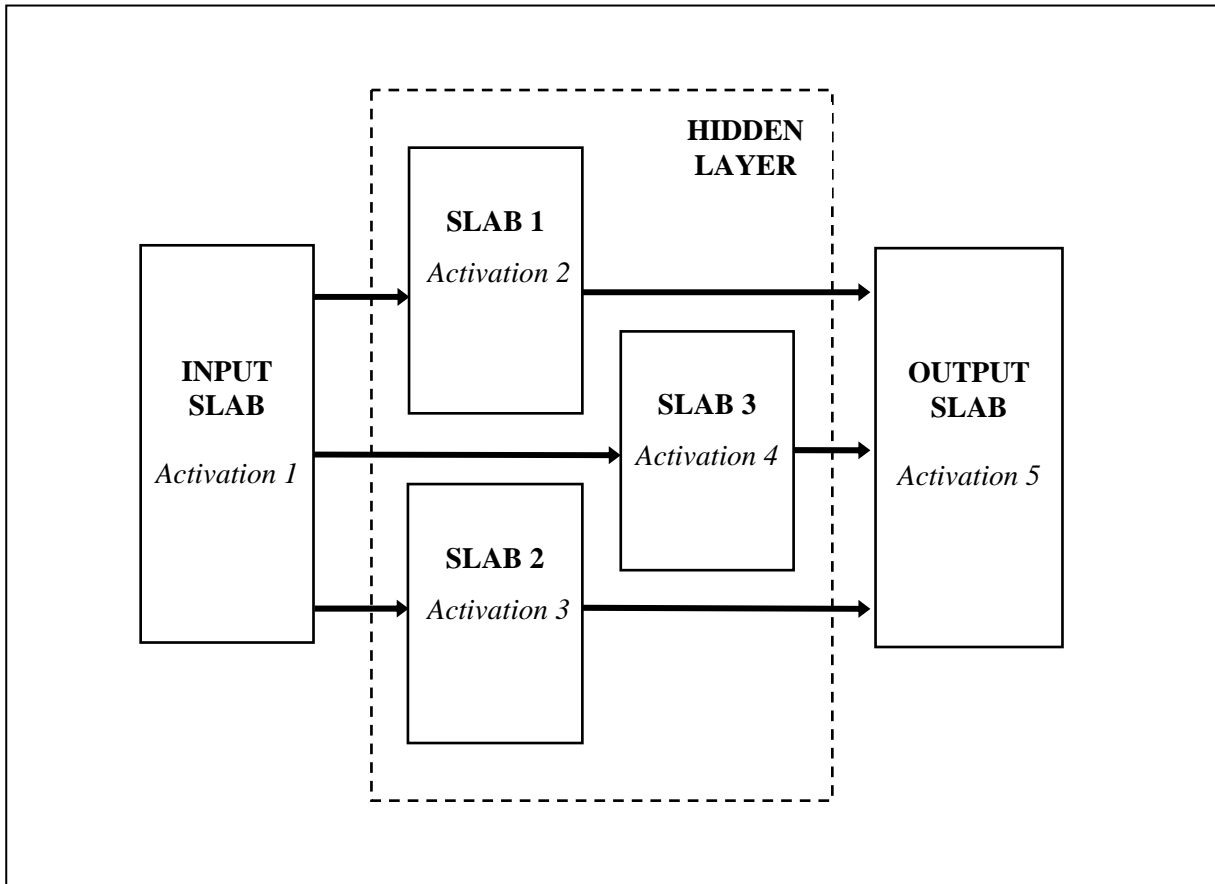 HIDDEN
LAYER
SLAB 1
Activation 2
INPUT
SLAB
Activation 1
SLAB 3
Activation 4
OUTPUT
SLAB
Activation 5
SLAB 2
Activation 3